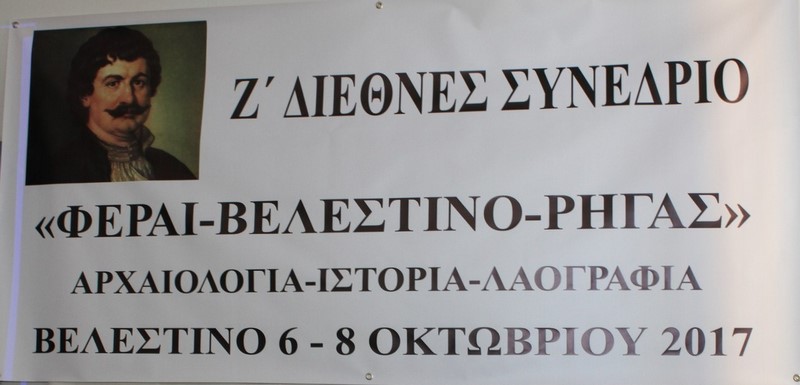 Ζ΄ ΔΙΕΘΝΕΣ ΣΥΝΕΔΡΙΟ
«ΦΕΡΑΙ-ΒΕΛΕΣΤΙΝΟ-ΡΗΓΑΣ»
ΑΡΧΑΙΟΛΟΓΙΑ-ΙΣΤΟΡΙΑ-ΛΑΟΓΡΑΦΙΑ
ΒΕΛΕΣΤΙΝΟ 6 - 8 ΟΚΤΩΒΡΙΟΥ 2017